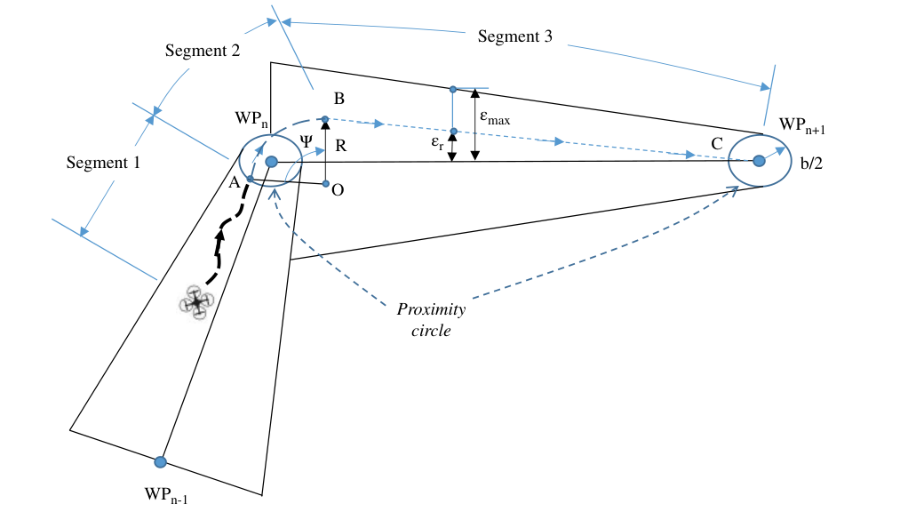 Segment 3
Segment 2
B
WPₙ
εmax
WPₙ₊₁
Ψ
R
εr
C
Segment 1
b/2
A
O
Proximity
circle
WPₙ₋₁